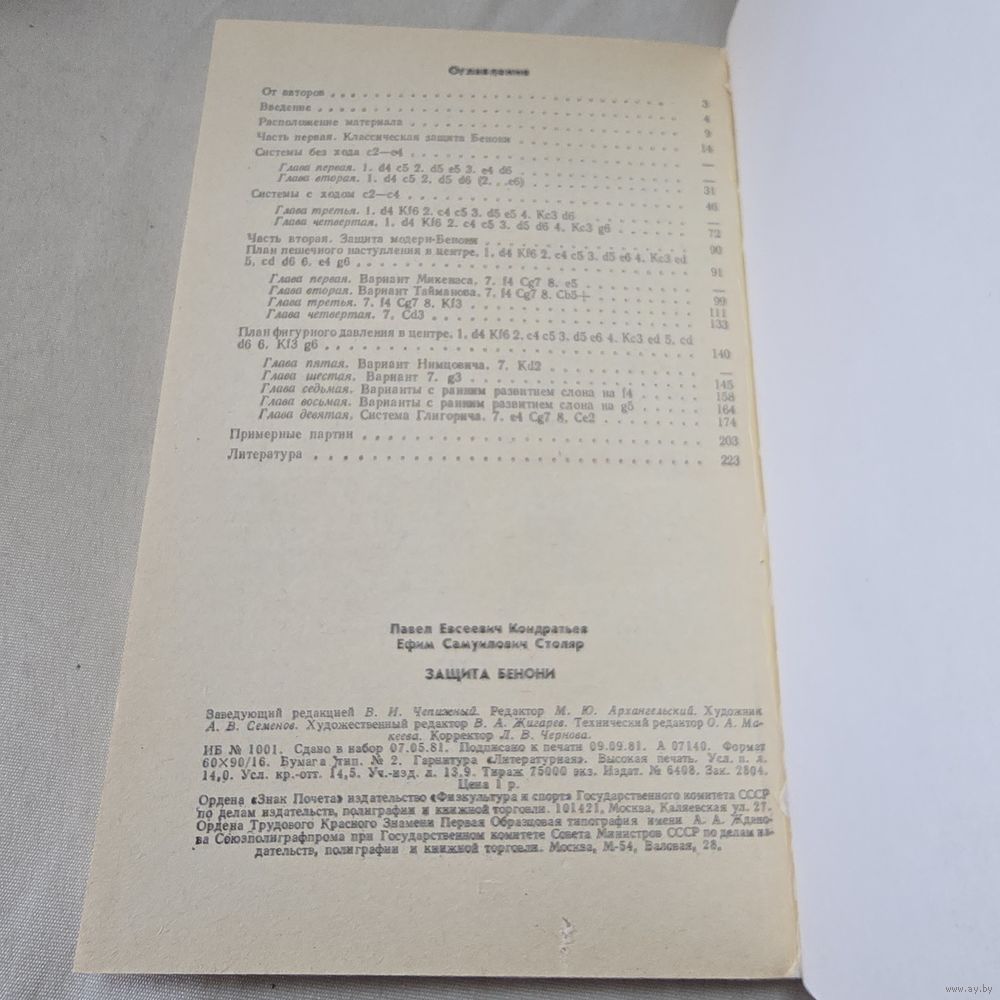 Оглавление
От авторов 3
Введение 4
Расположение материала 9
Часть первая. Классическая защита Бенони 14
Системы без хода c2—c4 —
Глава первая. 1. d4 c5 2. d5 e5 3. e4 d6 —
Глава вторая. 1. d4 c5 2. d5 d6 (2. . .e6) 31
Системы с ходом c2—c4 46
Глава третья. 1. d4 Kf6 2. c4 c5 3. d5 e5 4. Kc3 d6 —
Глава четвертая. 1. d4 Kf6 2. c4 c5 3. d5 d6 4. Kc3 g6 72
Часть вторая. Защита модерн-Бенони 90
План пешечного наступления в центре. 1. d4 Kf6 2. c4 c5 3. d5 e6 4. Kc3 ed
5. cd d6 6. e4 g6 91
Глава первая. Вариант Микенаса. 7. f4 Cg7 8. e5 —
Глава вторая. Вариант Тайманова. 7. f4 Cg7 8. Cb5+ 99
Глава третья. 7. f4 Cg7 8. Kf3 111
Глава четвертая. 7. Cd3 133
План фигурного давления в центре. 1. d4 Kf6 2. c4 c5 3. d5 e6 4. Kc3 ed 5. cd
d6 6. Kf3 g6 140
Глава пятая. Вариант Нимцовича. 7. Kd2 —
Глава шестая. Вариант 7. g3 145
Глава седьмая. Варианты с ранним развитием слона на f4 158
Глава восьмая. Варианты с ранним развитием слона на g5 164
Глава девятая. Система Глигорича. 7. e4 Cg7 8. Ce2 174
Примерные партии 203
Литература 223
Павел Евсеевич Кондратьев
Ефим Самуилович Столяр
ЗАЩИТА БЕНОНИ
Заведующий редакцией В. И. Чепижный. Редактор М. Ю. Архангельский. Художник
А. В. Семенов. Художественный редактор В. А. Жигарев. Технический редактор О. А. Ма-
кеева. Корректор Л. В. Чернова.
ИБ № 1001. Сдано в набор 07.05.81. Подписано к печати 09.09.81. А 07140. Формат
60×90/16. Бумага тип. № 2. Гарнитура «Литературная». Высокая печать. Усл. п. л.
14,0. Усл. кр.-отт. 14,5. Уч.-изд. л. 13,9. Тираж 75000 экз. Издат. № 6408. Зак. 2804.
Цена 1 р.
Ордена «Знак Почета» издательство «Физкультура и спорт» Государственного комитета СССР
по делам издательств, полиграфии и книжной торговли. 101421, Москва, Каляевская ул. 27.
Ордена Трудового Красного Знамени Первая Образцовая типография имени А. А. Ждано-
ва Союзполиграфпрома при Государственном комитете Совета Министров СССР по делам из-
дательств, полиграфии и книжной торговли. Москва, М-54, Валовая, 28.
www.ay.by